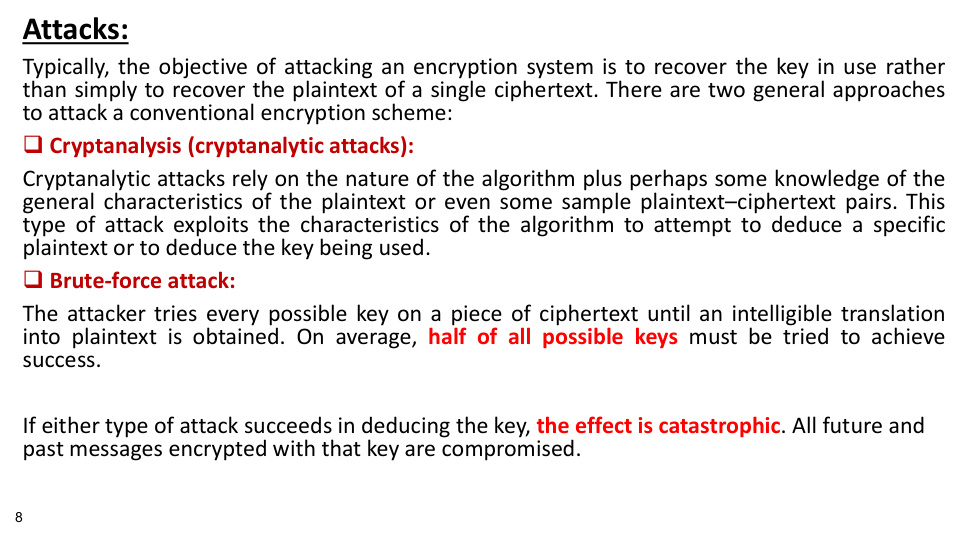 Attacks:
Typically, the objective of attacking an encryption system is to recover the key in use rather
than simply to recover the plaintext of a single ciphertext. There are two general approaches
to attack a conventional encryption scheme:
❑ Cryptanalysis (cryptanalytic attacks):
Cryptanalytic attacks rely on the nature of the algorithm plus perhaps some knowledge of the
general characteristics of the plaintext or even some sample plaintext–ciphertext pairs. This
type of attack exploits the characteristics of the algorithm to attempt to deduce a specific
plaintext or to deduce the key being used.
❑ Brute-force attack:
The attacker tries every possible key on a piece of ciphertext until an intelligible translation
into plaintext is obtained. On average, half of all possible keys must be tried to achieve
success.
If either type of attack succeeds in deducing the key, the effect is catastrophic. All future and
past messages encrypted with that key are compromised.
8